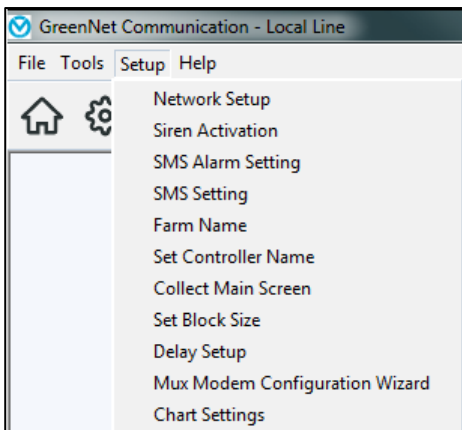 GreenNet Communication - Local Line
File Tools Setup Help
Network Setup
Siren Activation
SMS Alarm Setting
SMS Setting
Farm Name
Set Controller Name
Collect Main Screen
Set Block Size
Delay Setup
Mux Modem Configuration Wizard
Chart Settings